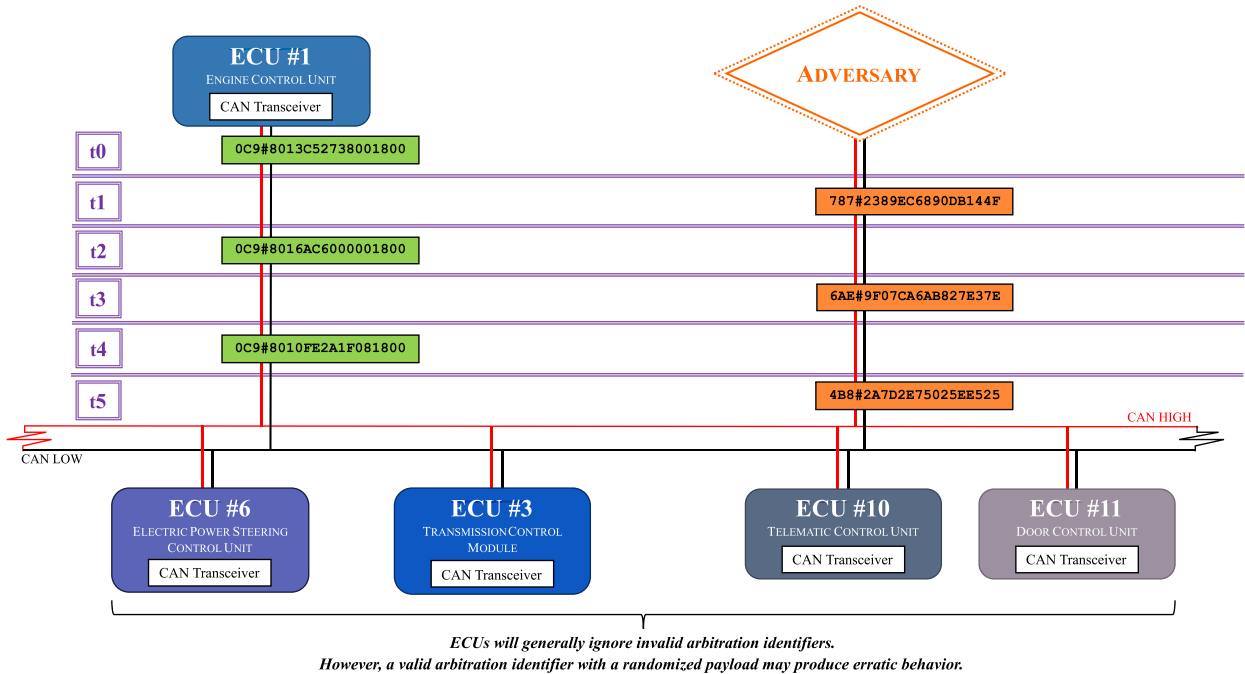 ECU #1
ENGINE CONTROL UNIT
CAN Transceiver
ADVERSARY
t0
0C9#8013C52738001800
t1
787#2389EC6890DB144F
t2
0C9#8016AC6000001800
t3
6AE#9F07CA6AB827E37E
t4
0C9#8010FE2A1F081800
t5
4B8#2A7D2E75025EE525
CAN HIGH
CAN LOW
ECU #6
ELECTRIC POWER STEERING
CONTROL UNIT
CAN Transceiver
ECU #3
TRANSMISSION CONTROL
MODULE
CAN Transceiver
ECU #10
TELEMATIC CONTROL UNIT
CAN Transceiver
ECU #11
DOOR CONTROL UNIT
CAN Transceiver
ECUs will generally ignore invalid arbitration identifiers.
However, a valid arbitration identifier with a randomized payload may produce erratic behavior.